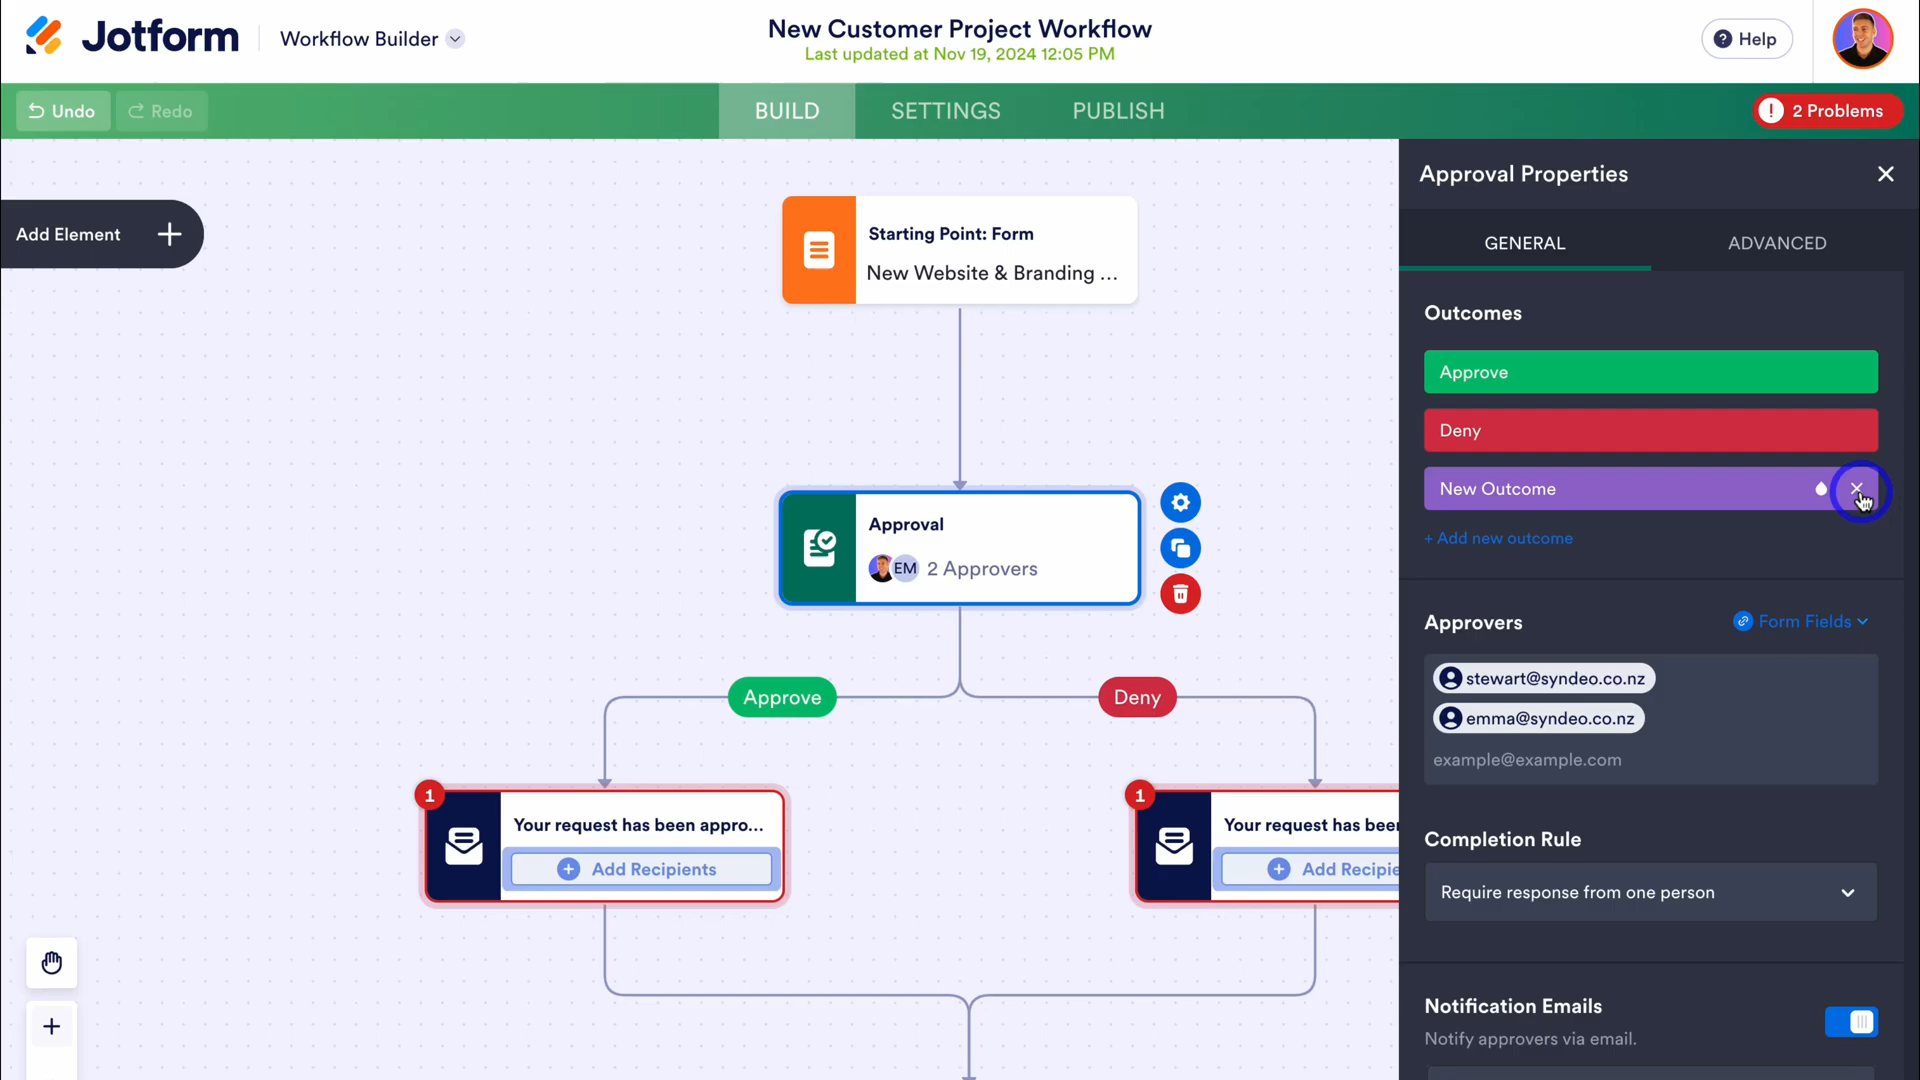 Jotform
Workflow Builder
New Customer Project Workflow
Last updated at Nov 19, 2024 12:05 PM
Help
Undo
Redo
BUILD
SETTINGS
PUBLISH
2 Problems
Add Element
Starting Point: Form
New Website & Branding ...
Approval
EM
2 Approvers
Approve
Deny
1
Your request has been appro...
Add Recipients
1
Your request has been
Add Recipie
Approval Properties
GENERAL
ADVANCED
Outcomes
Approve
Deny
New Outcome
+ Add new outcome
Approvers
Form Fields
stewart@syndeo.co.nz
emma@syndeo.co.nz
example@example.com
Completion Rule
Require response from one person
Notification Emails
Notify approvers via email.